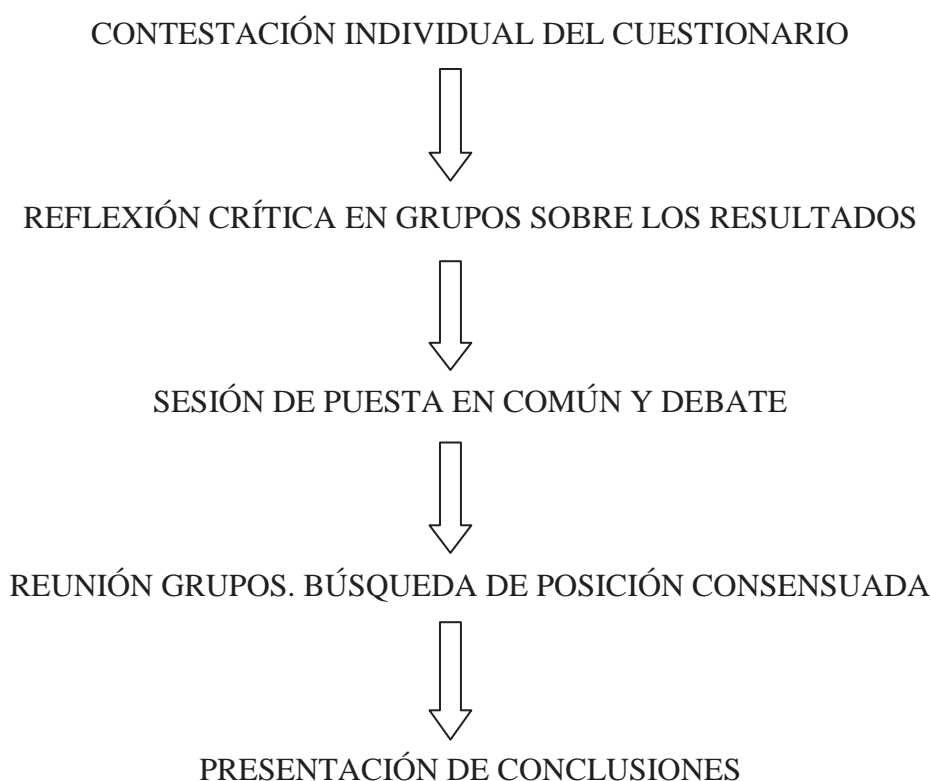 CONTESTACIÓN INDIVIDUAL DEL CUESTIONARIO
REFLEXIÓN CRÍTICA EN GRUPOS SOBRE LOS RESULTADOS
SESIÓN DE PUESTA EN COMÚN Y DEBATE
REUNIÓN GRUPOS. BÚSQUEDA DE POSICIÓN CONSENSUADA
PRESENTACIÓN DE CONCLUSIONES